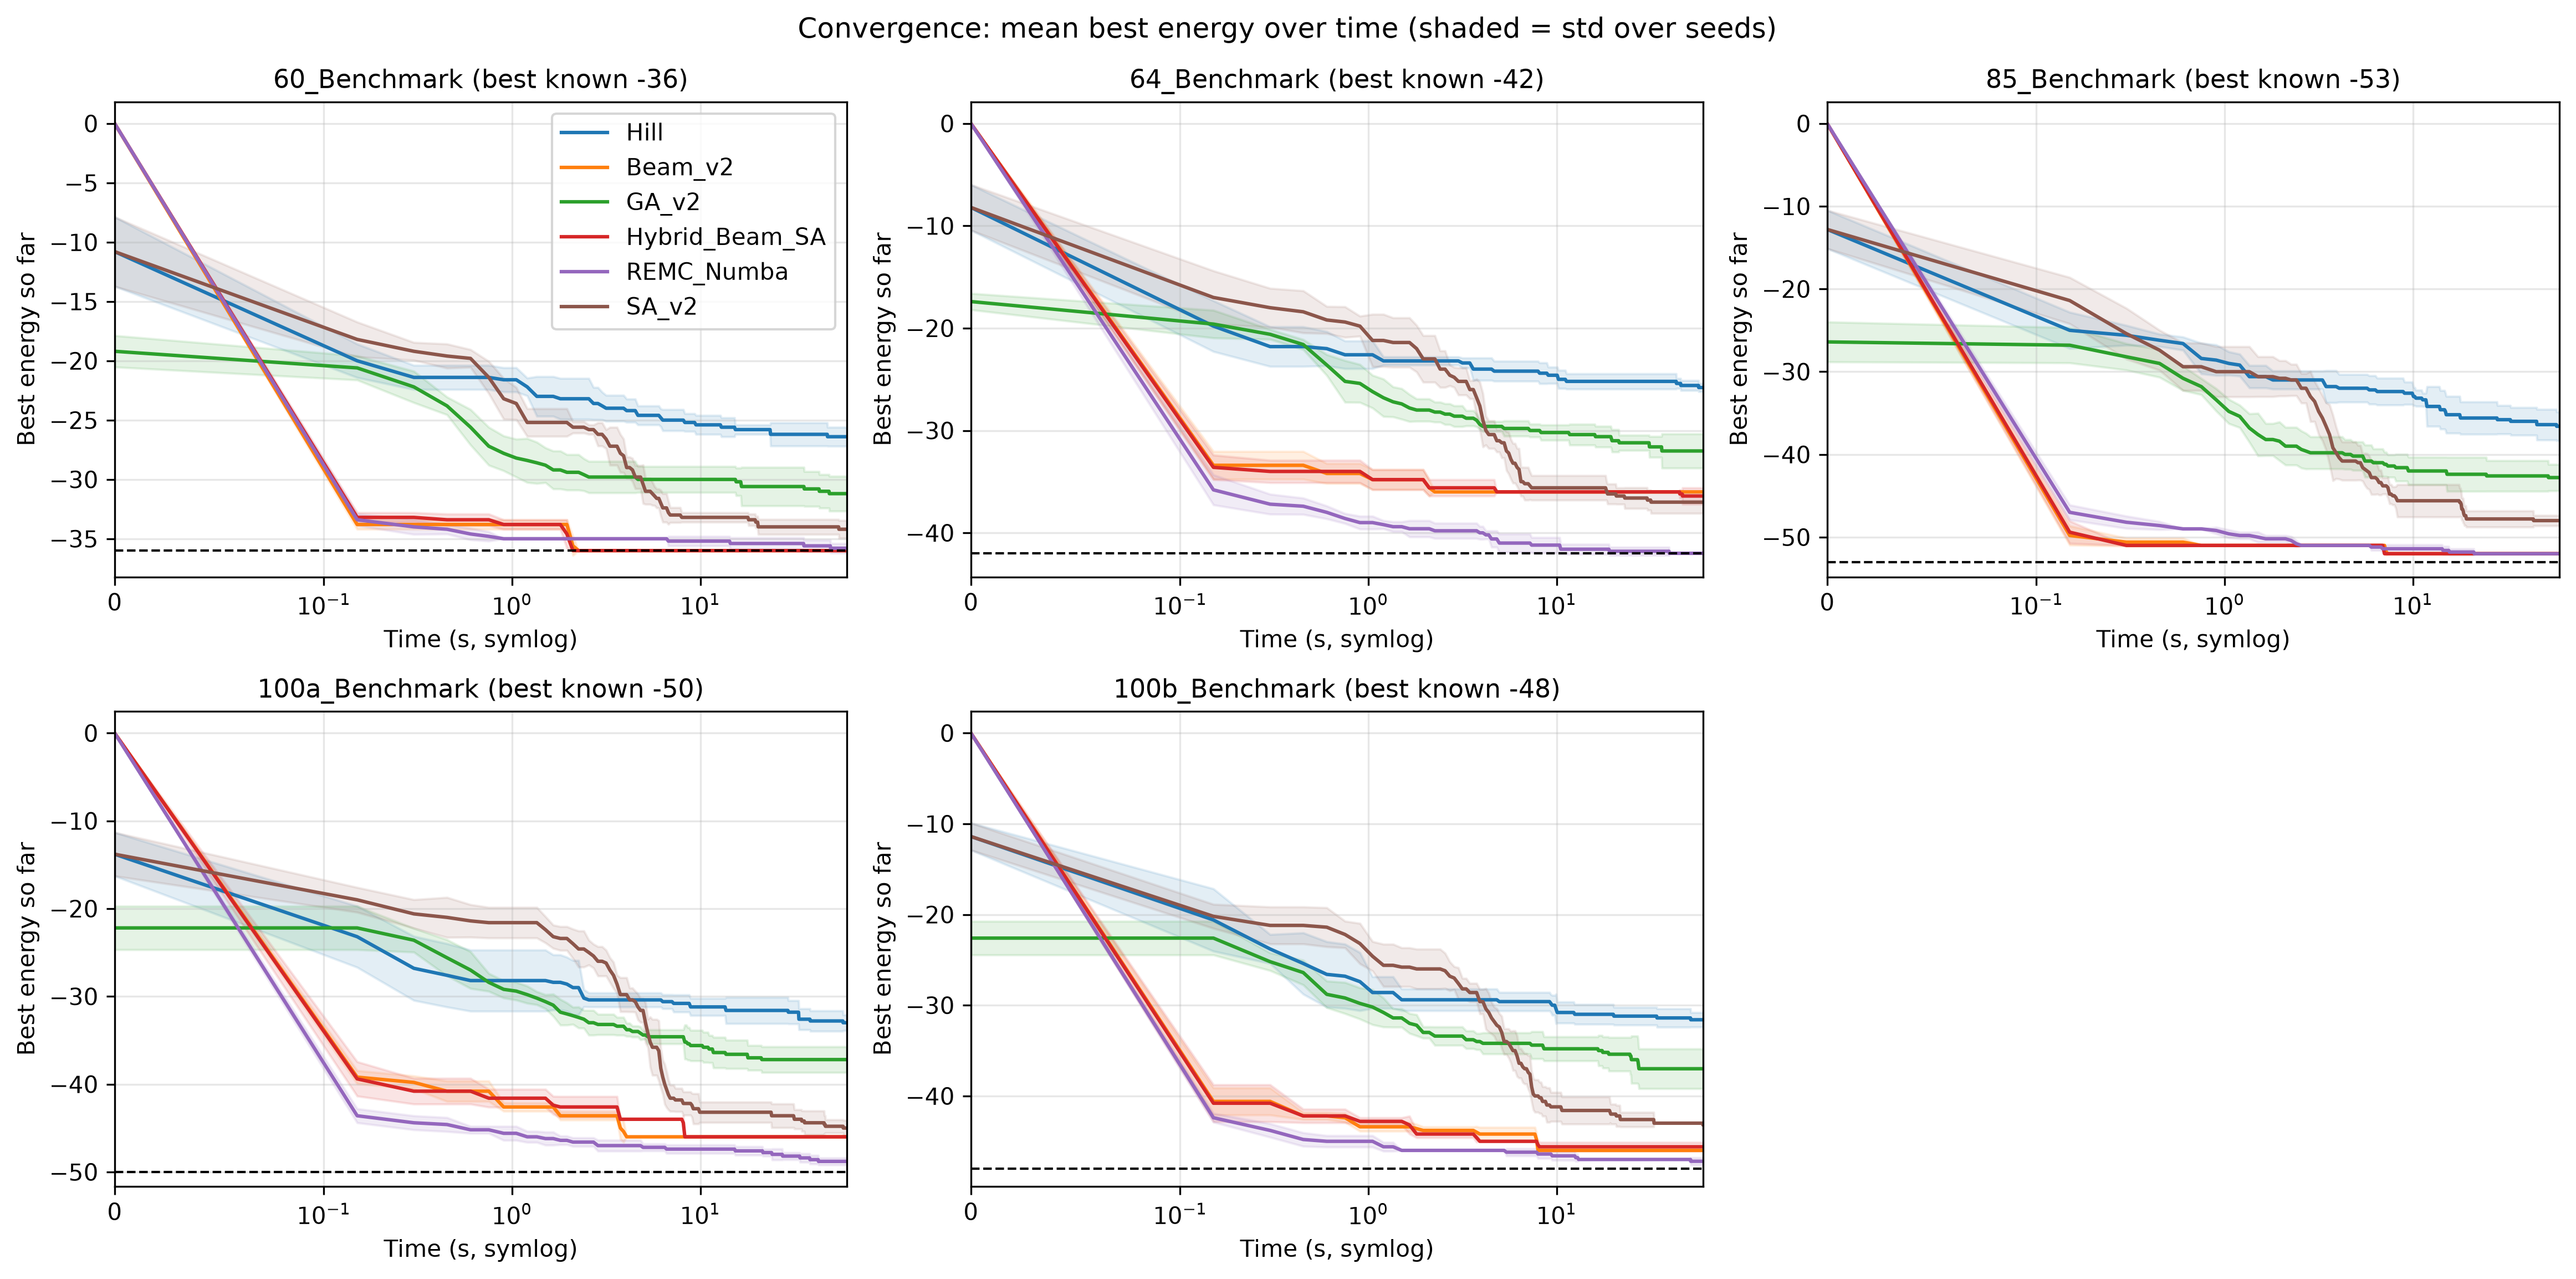 Convergence: mean best energy over time (shaded = std over seeds)
60_Benchmark (best known -36)
Best energy so far
0
−5
−10
−15
−20
−25
−30
−35
Hill
Beam_v2
GA_v2
Hybrid_Beam_SA
REMC_Numba
SA_v2
0
10⁻¹
10⁰
10¹
Time (s, symlog)
64_Benchmark (best known -42)
Best energy so far
0
−10
−20
−30
−40
0
10⁻¹
10⁰
10¹
Time (s, symlog)
85_Benchmark (best known -53)
Best energy so far
0
−10
−20
−30
−40
−50
0
10⁻¹
10⁰
10¹
Time (s, symlog)
100a_Benchmark (best known -50)
Best energy so far
0
−10
−20
−30
−40
−50
0
10⁻¹
10⁰
10¹
Time (s, symlog)
100b_Benchmark (best known -48)
Best energy so far
0
−10
−20
−30
−40
0
10⁻¹
10⁰
10¹
Time (s, symlog)